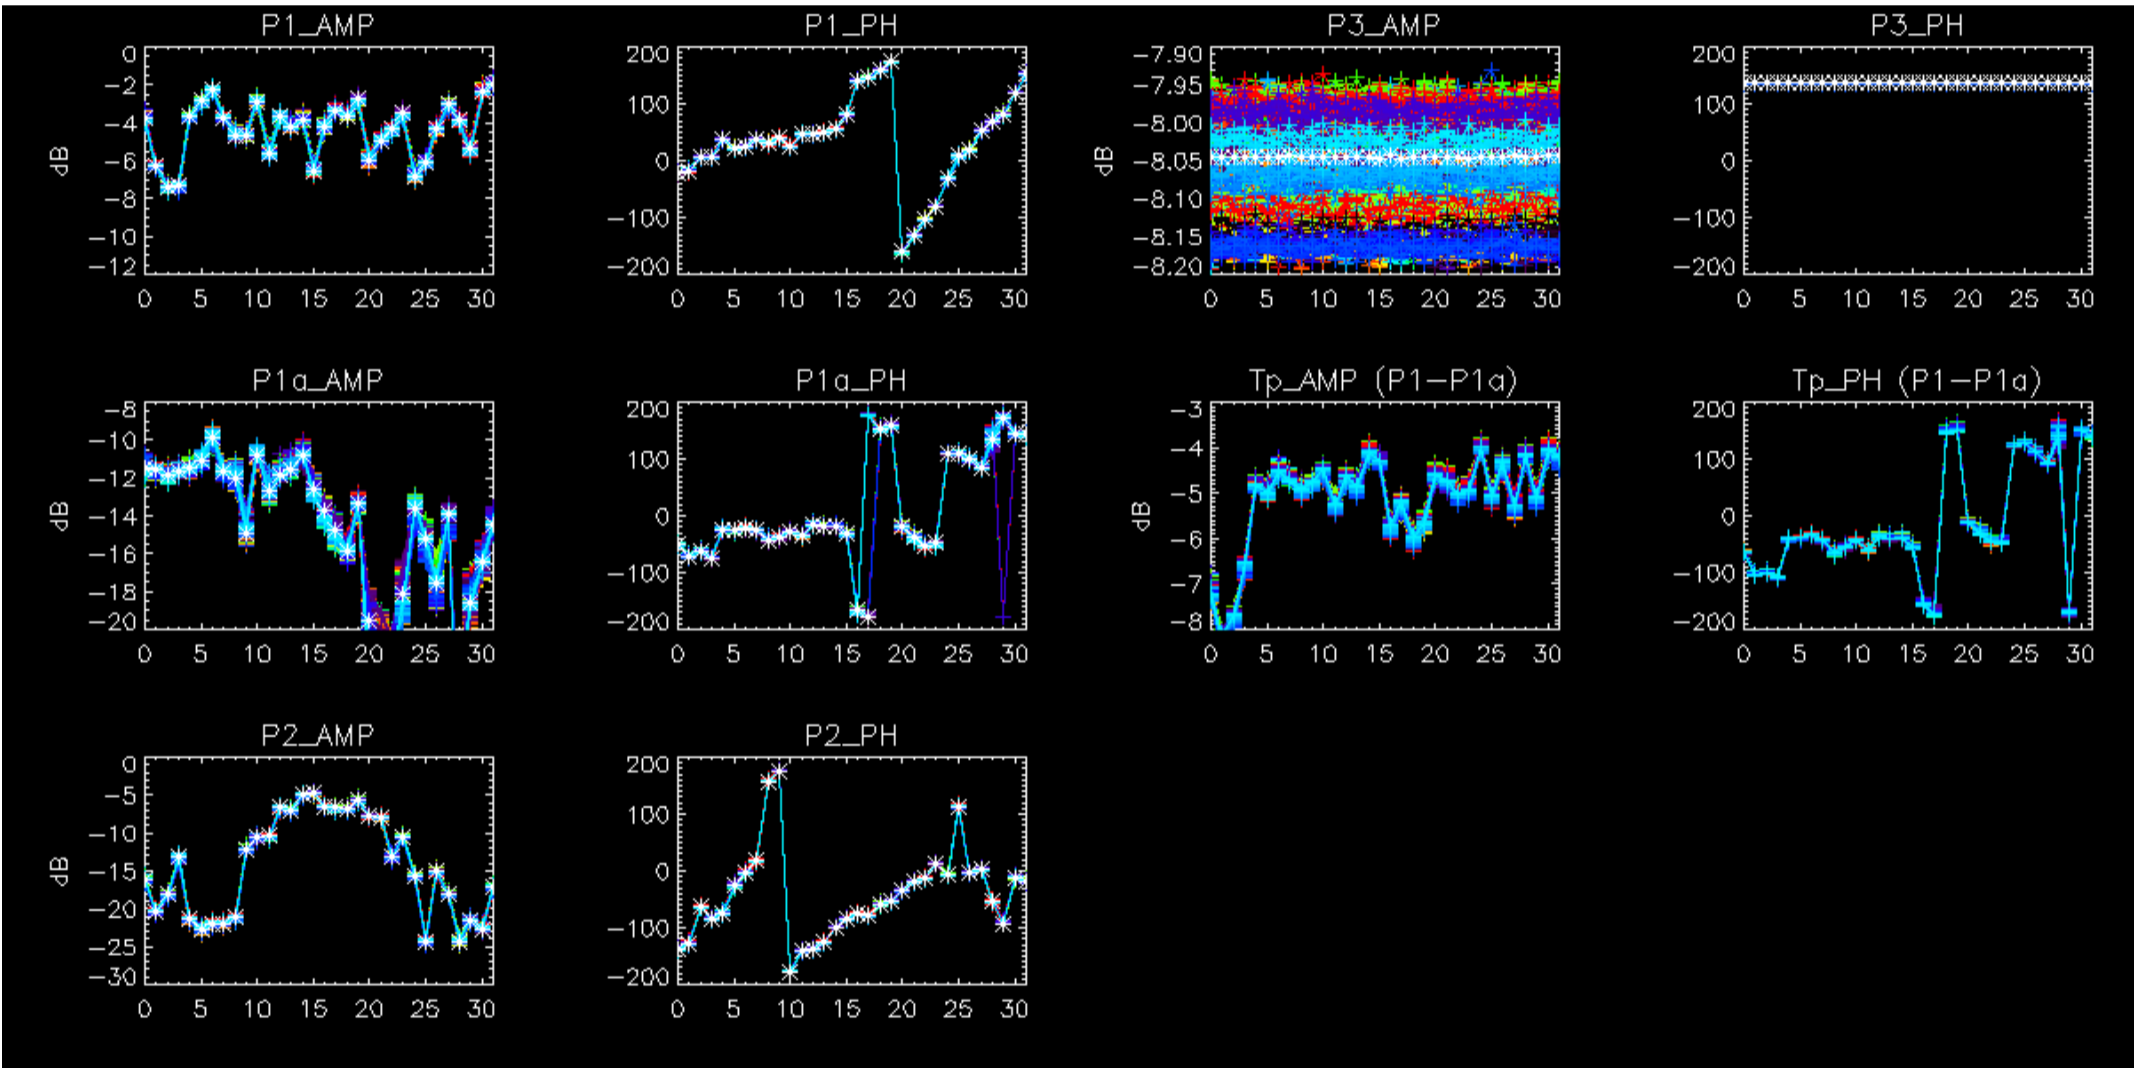 P1_AMP P1_PH P3_AMP P3_PH
0 −2 −4 −6 −8 −10 −12
dB
0 5 10 15 20 25 30
200 100 0 −100 −200
0 5 10 15 20 25 30
−7.90 −7.95 −8.00 −8.05 −8.10 −8.15 −8.20
dB
0 5 10 15 20 25 30
200 100 0 −100 −200
0 5 10 15 20 25 30
P1a_AMP P1a_PH Tp_AMP (P1−P1a) Tp_PH (P1−P1a)
−8 −10 −12 −14 −16 −18 −20
dB
0 5 10 15 20 25 30
200 100 0 −100 −200
0 5 10 15 20 25 30
−3 −4 −5 −6 −7 −8
dB
0 5 10 15 20 25 30
200 100 0 −100 −200
0 5 10 15 20 25 30
P2_AMP P2_PH
0 −5 −10 −15 −20 −25 −30
dB
0 5 10 15 20 25 30
200 100 0 −100 −200
0 5 10 15 20 25 30